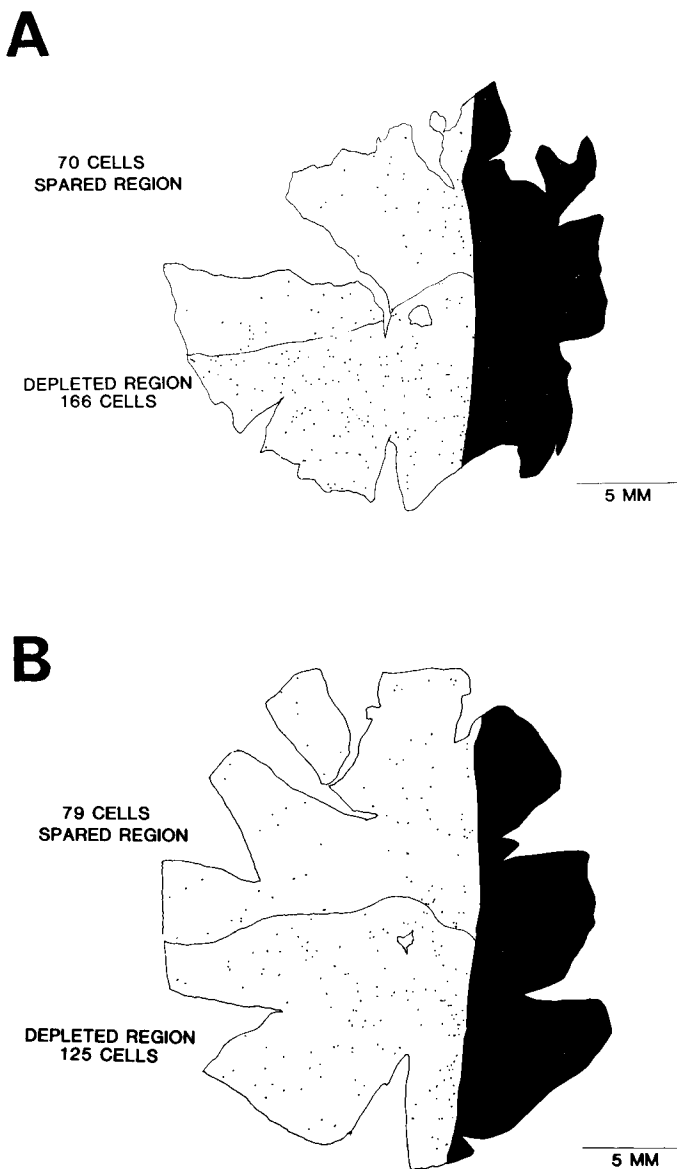 A
70 CELLS
SPARED REGION
DEPLETED REGION
166 CELLS
5 MM
B
79 CELLS
SPARED REGION
DEPLETED REGION
125 CELLS
5 MM